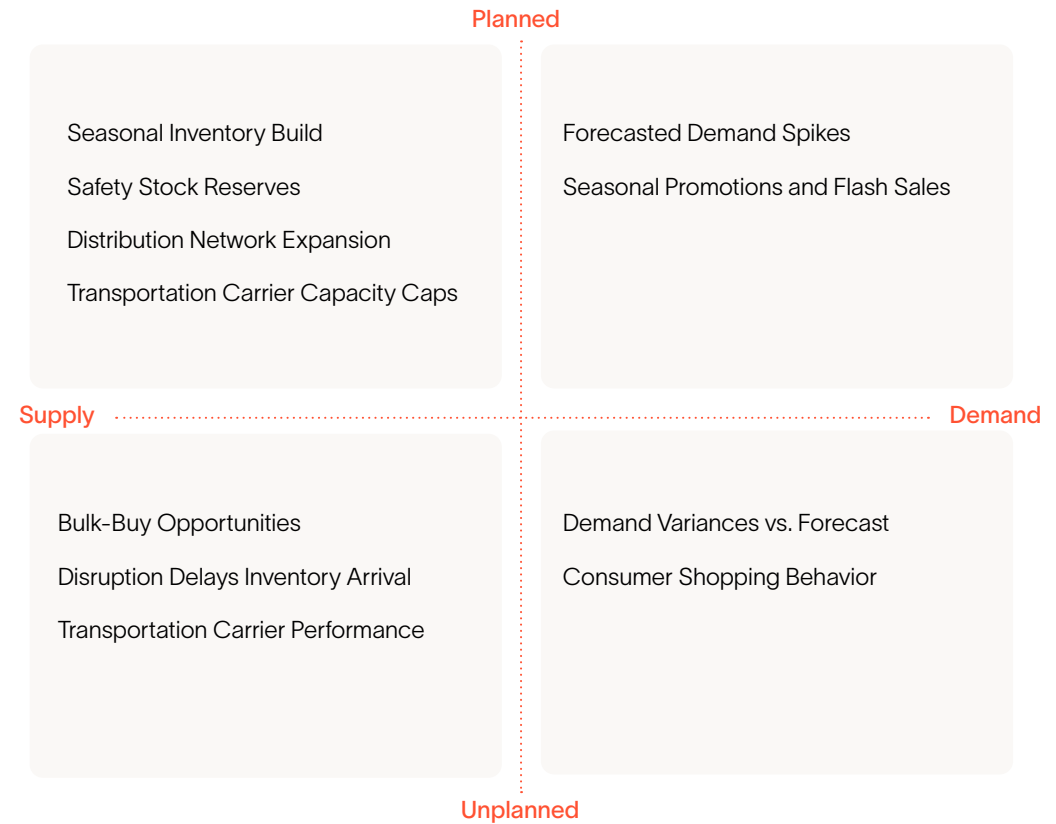 Planned
Seasonal Inventory Build
Safety Stock Reserves
Distribution Network Expansion
Transportation Carrier Capacity Caps
Forecasted Demand Spikes
Seasonal Promotions and Flash Sales
Supply
Demand
Bulk-Buy Opportunities
Disruption Delays Inventory Arrival
Transportation Carrier Performance
Demand Variances vs. Forecast
Consumer Shopping Behavior
Unplanned